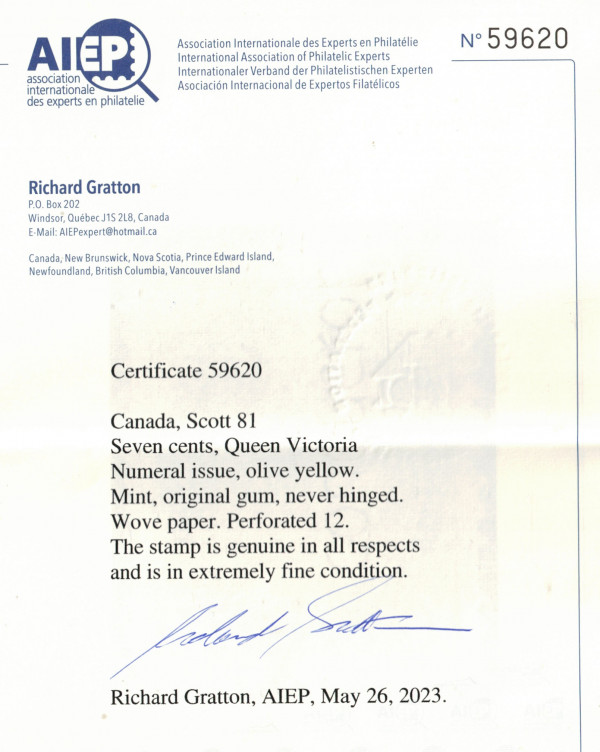 AIEP
association
internationale
des experts en philatelie
Association Internationale des Experts en Philatélie
International Association of Philatelic Experts
Internationaler Verband der Philatelistischen Experten
Asociación Internacional de Expertos Filatélicos
N° 59620
Richard Gratton
P.O. Box 202
Windsor, Québec J1S 2L8, Canada
E-Mail: AIEPexpert@hotmail.ca
Canada, New Brunswick, Nova Scotia, Prince Edward Island,
Newfoundland, British Columbia, Vancouver Island
Certificate 59620
Canada, Scott 81
Seven cents, Queen Victoria
Numeral issue, olive yellow.
Mint, original gum, never hinged.
Wove paper. Perforated 12.
The stamp is genuine in all respects
and is in extremely fine condition.
Richard Gratton, AIEP, May 26, 2023.